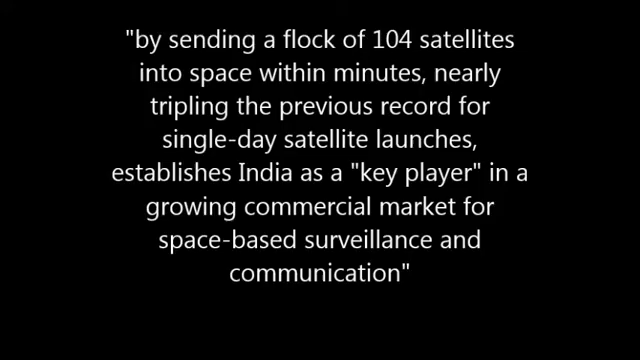 "by sending a flock of 104 satellites
into space within minutes, nearly
tripling the previous record for
single-day satellite launches,
establishes India as a "key player" in a
growing commercial market for
space-based surveillance and
communication"